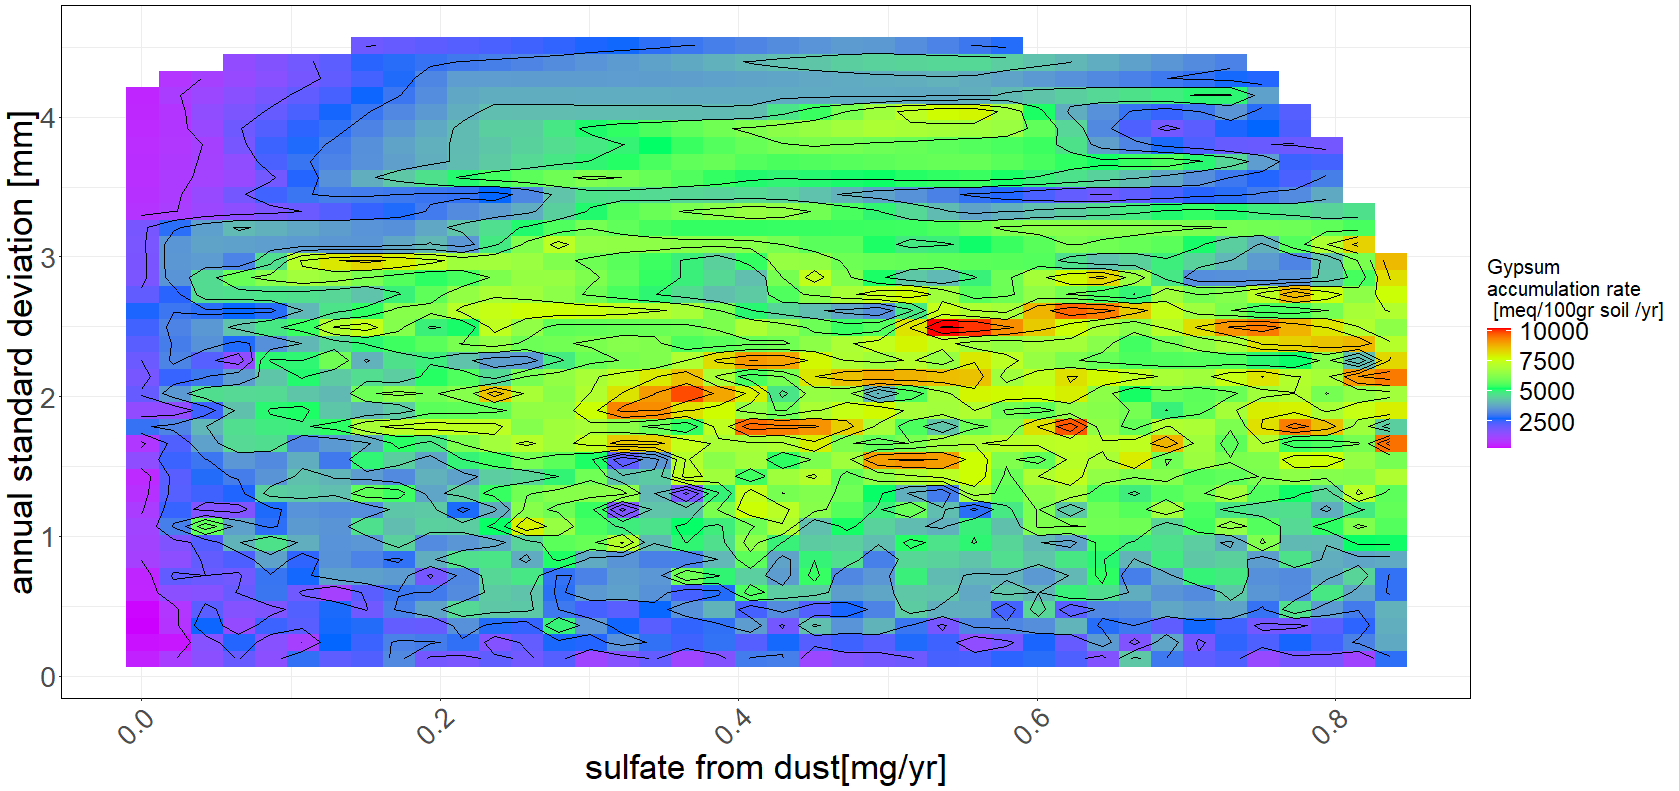 annual standard deviation [mm]
4
3
2
1
0
0.0
0.2
0.4
0.6
0.8
sulfate from dust[mg/yr]
Gypsum
accumulation rate
[meq/100gr soil /yr]
10000
7500
5000
2500